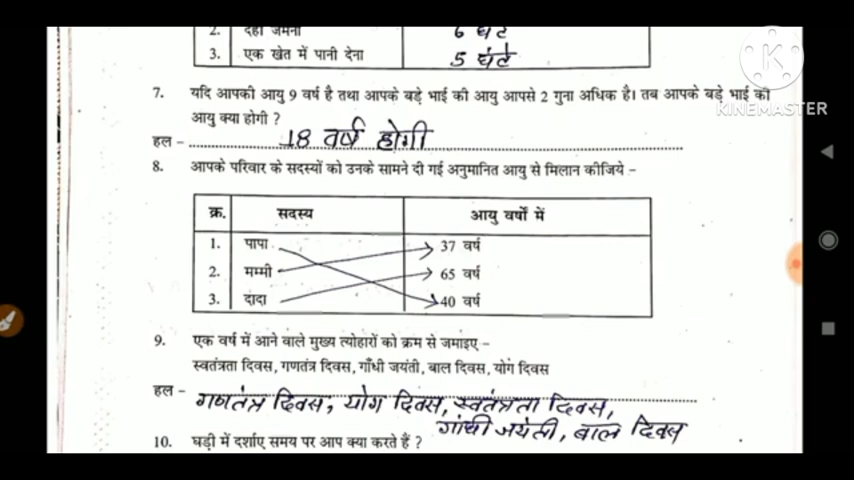 2. दही जमना 6 घंटे
3. एक खेत में पानी देना 5 घंटे
7. यदि आपकी आयु 9 वर्ष है तथा आपके बड़े भाई की आयु आपसे 2 गुना अधिक है। तब आपके बड़े भाई की
आयु क्या होगी ?
हल – 18 वर्ष होगी
8. आपके परिवार के सदस्यों को उनके सामने दी गई अनुमानित आयु से मिलान कीजिये –
क्र. सदस्य आयु वर्षों में
1. पापा 37 वर्ष
2. मम्मी 65 वर्ष
3. दादा 40 वर्ष
9. एक वर्ष में आने वाले मुख्य त्योहारों को क्रम से जमाइए–
स्वतंत्रता दिवस, गणतंत्र दिवस, गाँधी जयंती, बाल दिवस, योग दिवस
हल – गणतंत्र दिवस, योग दिवस, स्वतंत्रता दिवस,
गांधी जयंती, बाल दिवस
10. घड़ी में दर्शाए समय पर आप क्या करते हैं ?
K
KINEMASTER